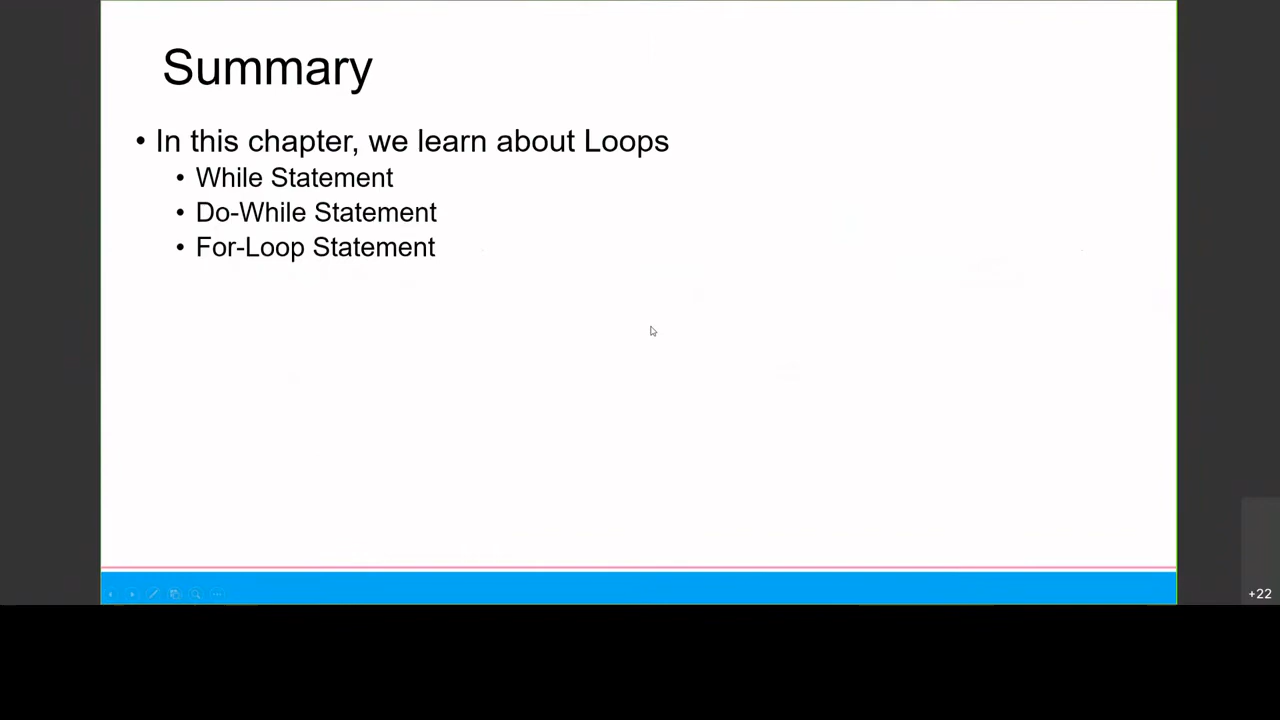 Summary
• In this chapter, we learn about Loops
• While Statement
• Do-While Statement
• For-Loop Statement
+22